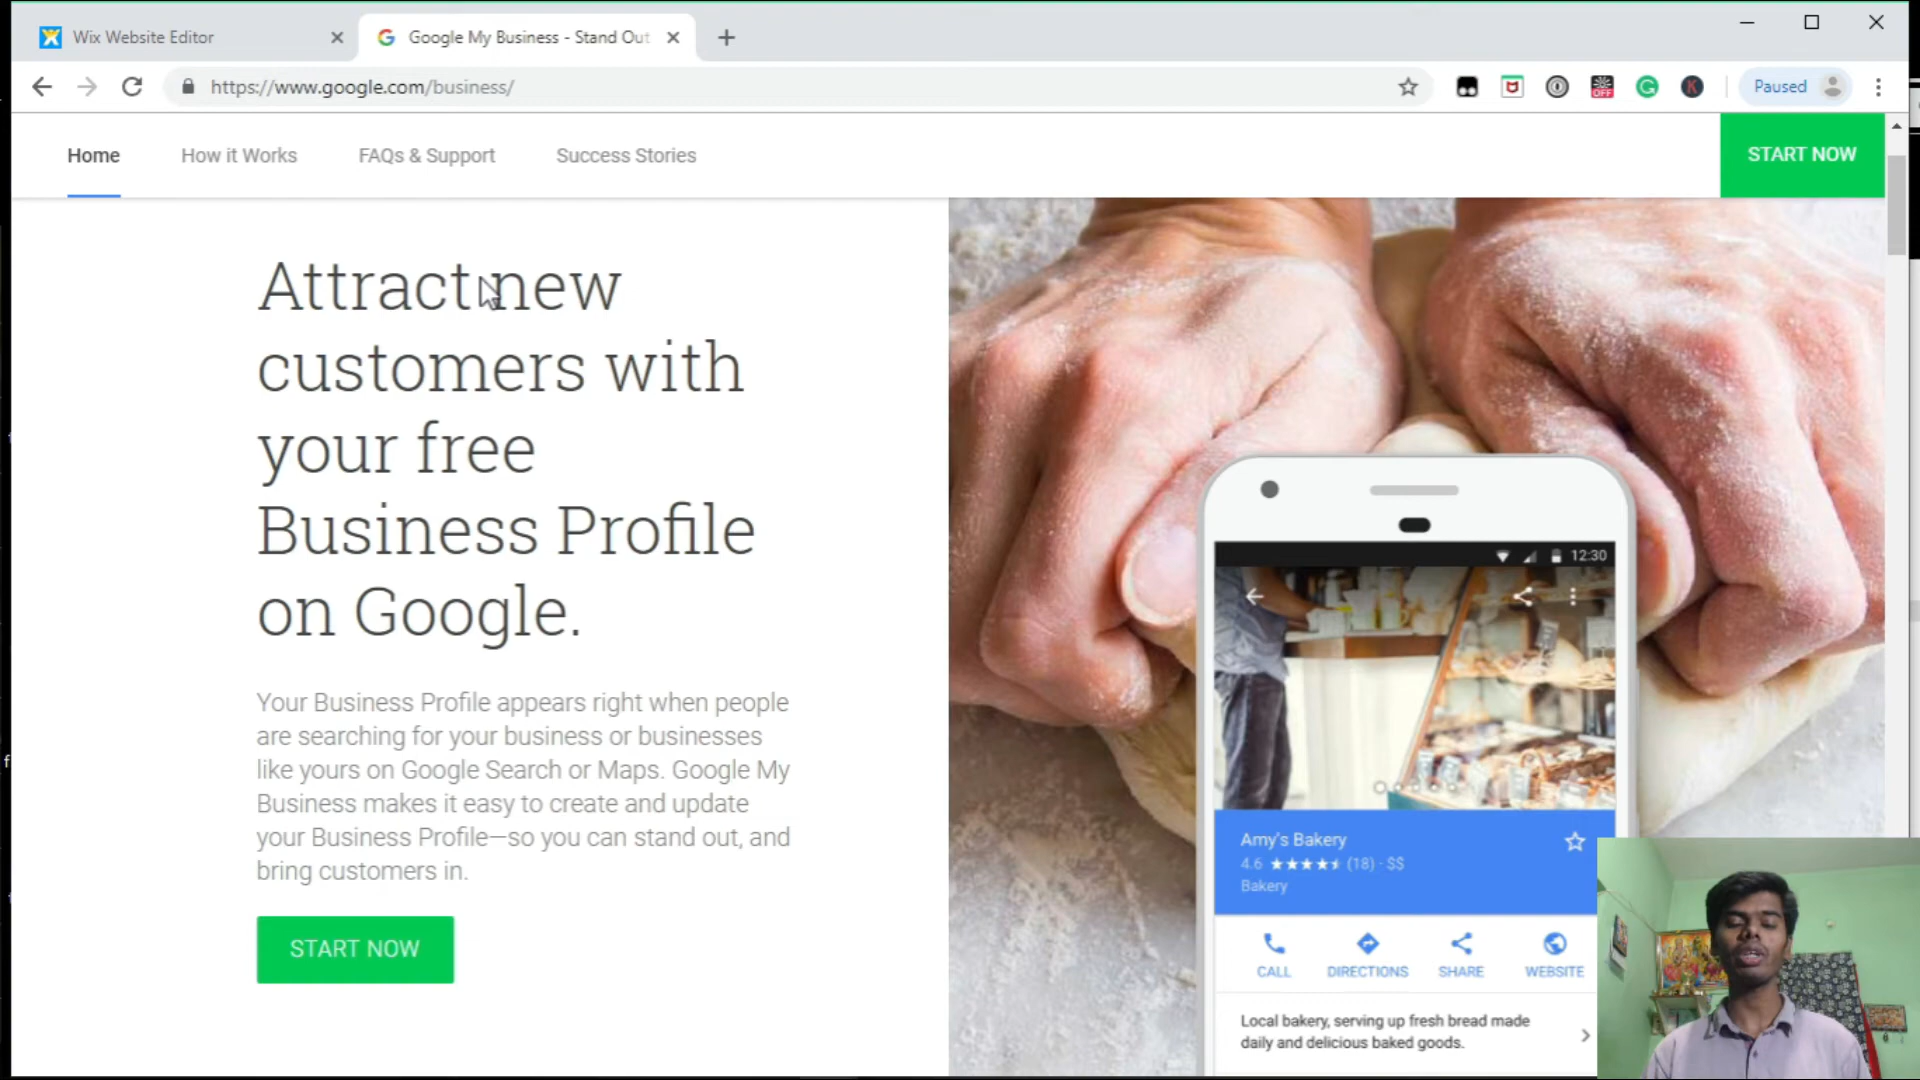 Wix Website Editor
Google My Business - Stand Out
https://www.google.com/business/
OFF
Paused
Home
How it Works
FAQs & Support
Success Stories
START NOW
Attract new
customers with
your free
Business Profile
on Google.
Your Business Profile appears right when people
are searching for your business or businesses
like yours on Google Search or Maps. Google My
Business makes it easy to create and update
your Business Profile—so you can stand out, and
bring customers in.
START NOW
12:30
Amy's Bakery
4.6 ★★★★★ (18) · $$
Bakery
CALL
DIRECTIONS
SHARE
WEBSITE
Local bakery, serving up fresh bread made
daily and delicious baked goods.